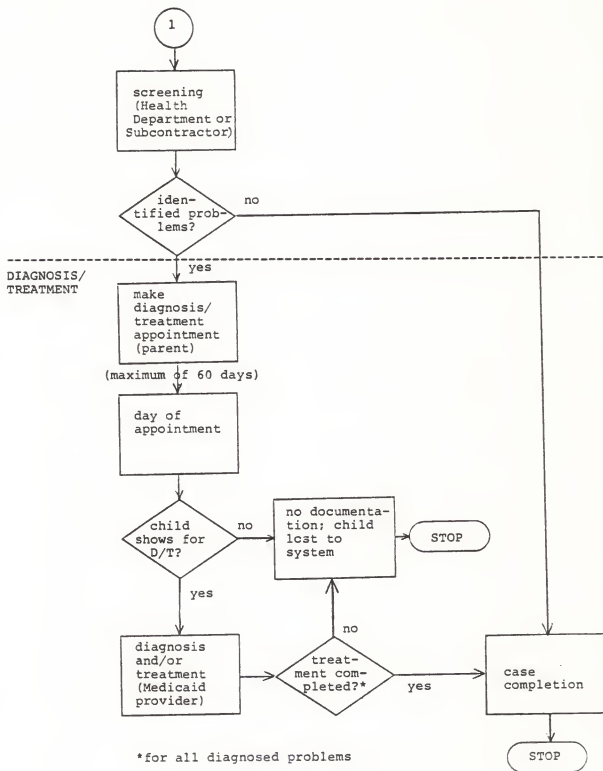 1
screening
(Health
Department or
Subcontractor)
iden-
tified prob-
lems?
no
yes
DIAGNOSIS/
TREATMENT
make
diagnosis/
treatment
appointment
(parent)
(maximum of 60 days)
day of
appointment
child
shows for
D/T?
no
no documenta-
tion; child
lost to
system
STOP
yes
diagnosis
and/or
treatment
(Medicaid
provider)
no
treat-
ment com-
pleted?*
yes
case
completion
*for all diagnosed problems
STOP